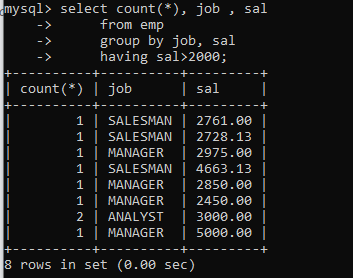 mysql> select count(*), job , sal
    ->       from emp
    ->       group by job, sal
    ->       having sal>2000;
+----------+----------+---------+
| count(*) | job      | sal     |
+----------+----------+---------+
|        1 | SALESMAN | 2761.00 |
|        1 | SALESMAN | 2728.13 |
|        1 | MANAGER  | 2975.00 |
|        1 | SALESMAN | 4663.13 |
|        1 | MANAGER  | 2850.00 |
|        1 | MANAGER  | 2450.00 |
|        2 | ANALYST  | 3000.00 |
|        1 | MANAGER  | 5000.00 |
+----------+----------+---------+
8 rows in set (0.00 sec)